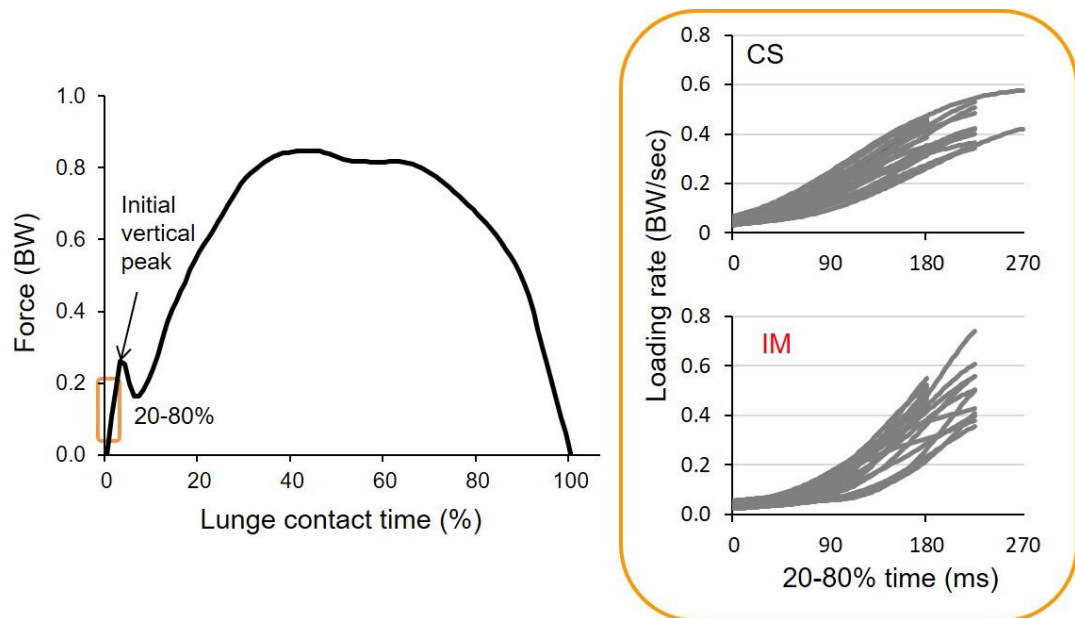 Force (BW)
1.0
0.8
0.6
0.4
0.2
0.0
Initial
vertical
peak
20-80%
0 20 40 60 80 100
Lunge contact time (%)
Loading rate (BW/sec)
CS
0.8
0.6
0.4
0.2
0
0 90 180 270
IM
0.8
0.6
0.4
0.2
0.0
0 90 180 270
20-80% time (ms)